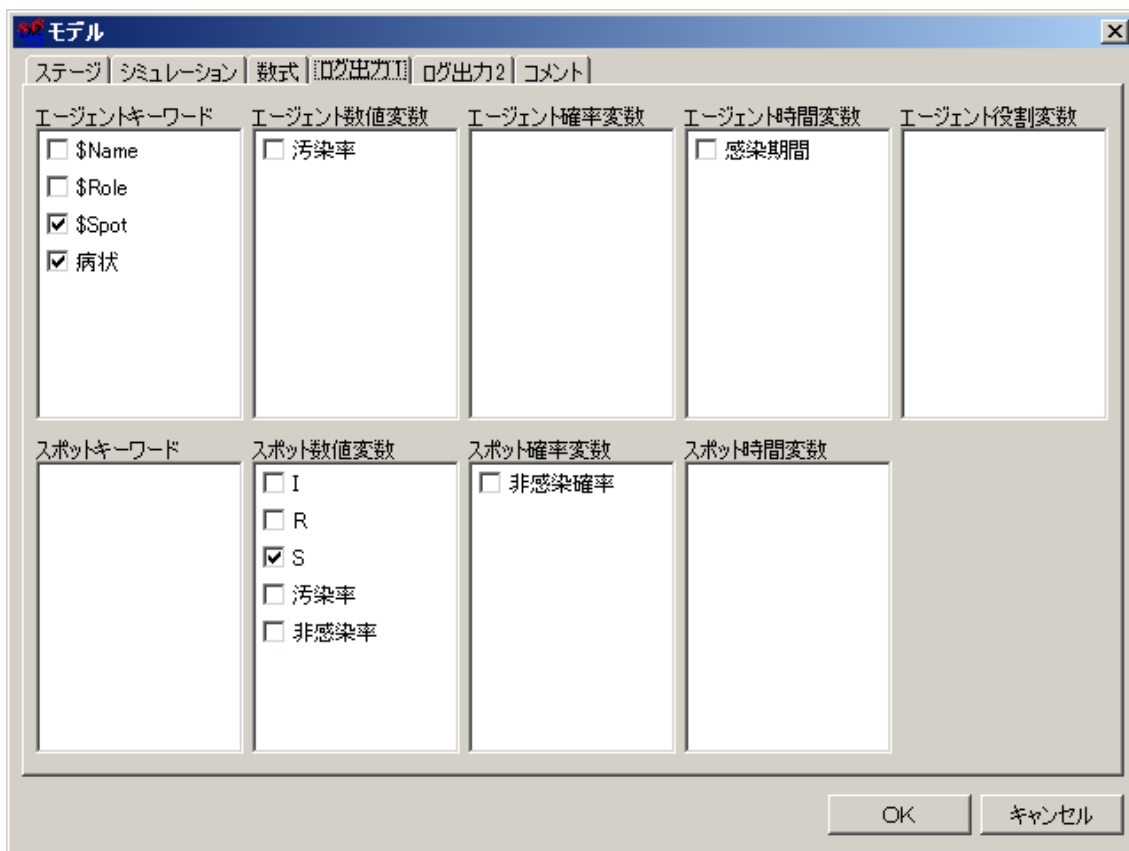 モデル
ステージ シミュレーション 数式 ログ出力1 ログ出力2 コメント
エージェントキーワード エージェント数値変数 エージェント確率変数 エージェント時間変数 エージェント役割変数
$Name 汚染率 感染期間
$Role
$Spot
病状
スポットキーワード スポット数値変数 スポット確率変数 スポット時間変数
I 非感染確率
R
S
汚染率
非感染率
OK キャンセル